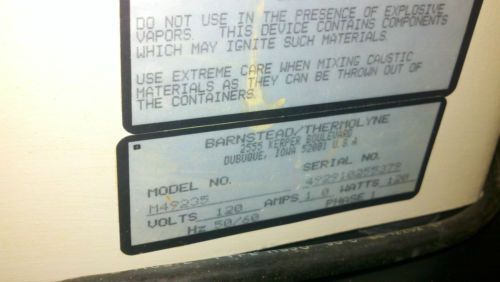 DO NOT USE IN THE PRESENCE OF EXPLOSIVE
VAPORS. THIS DEVICE CONTAINS COMPONENTS
WHICH MAY IGNITE SUCH MATERIALS.
USE EXTREME CARE WHEN MIXING CAUSTIC
MATERIALS AS THEY CAN BE THROWN OUT OF
THE CONTAINERS.
BARNSTEAD/THERMOLYNE
2555 KERPER BOULEVARD
DUBUQUE, IOWA 52001 U.S.A
MODEL NO. SERIAL NO.
M49235 492910255379
VOLTS 120 AMPS 1.0 WATTS 120
Hz 50/60 PHASE 1